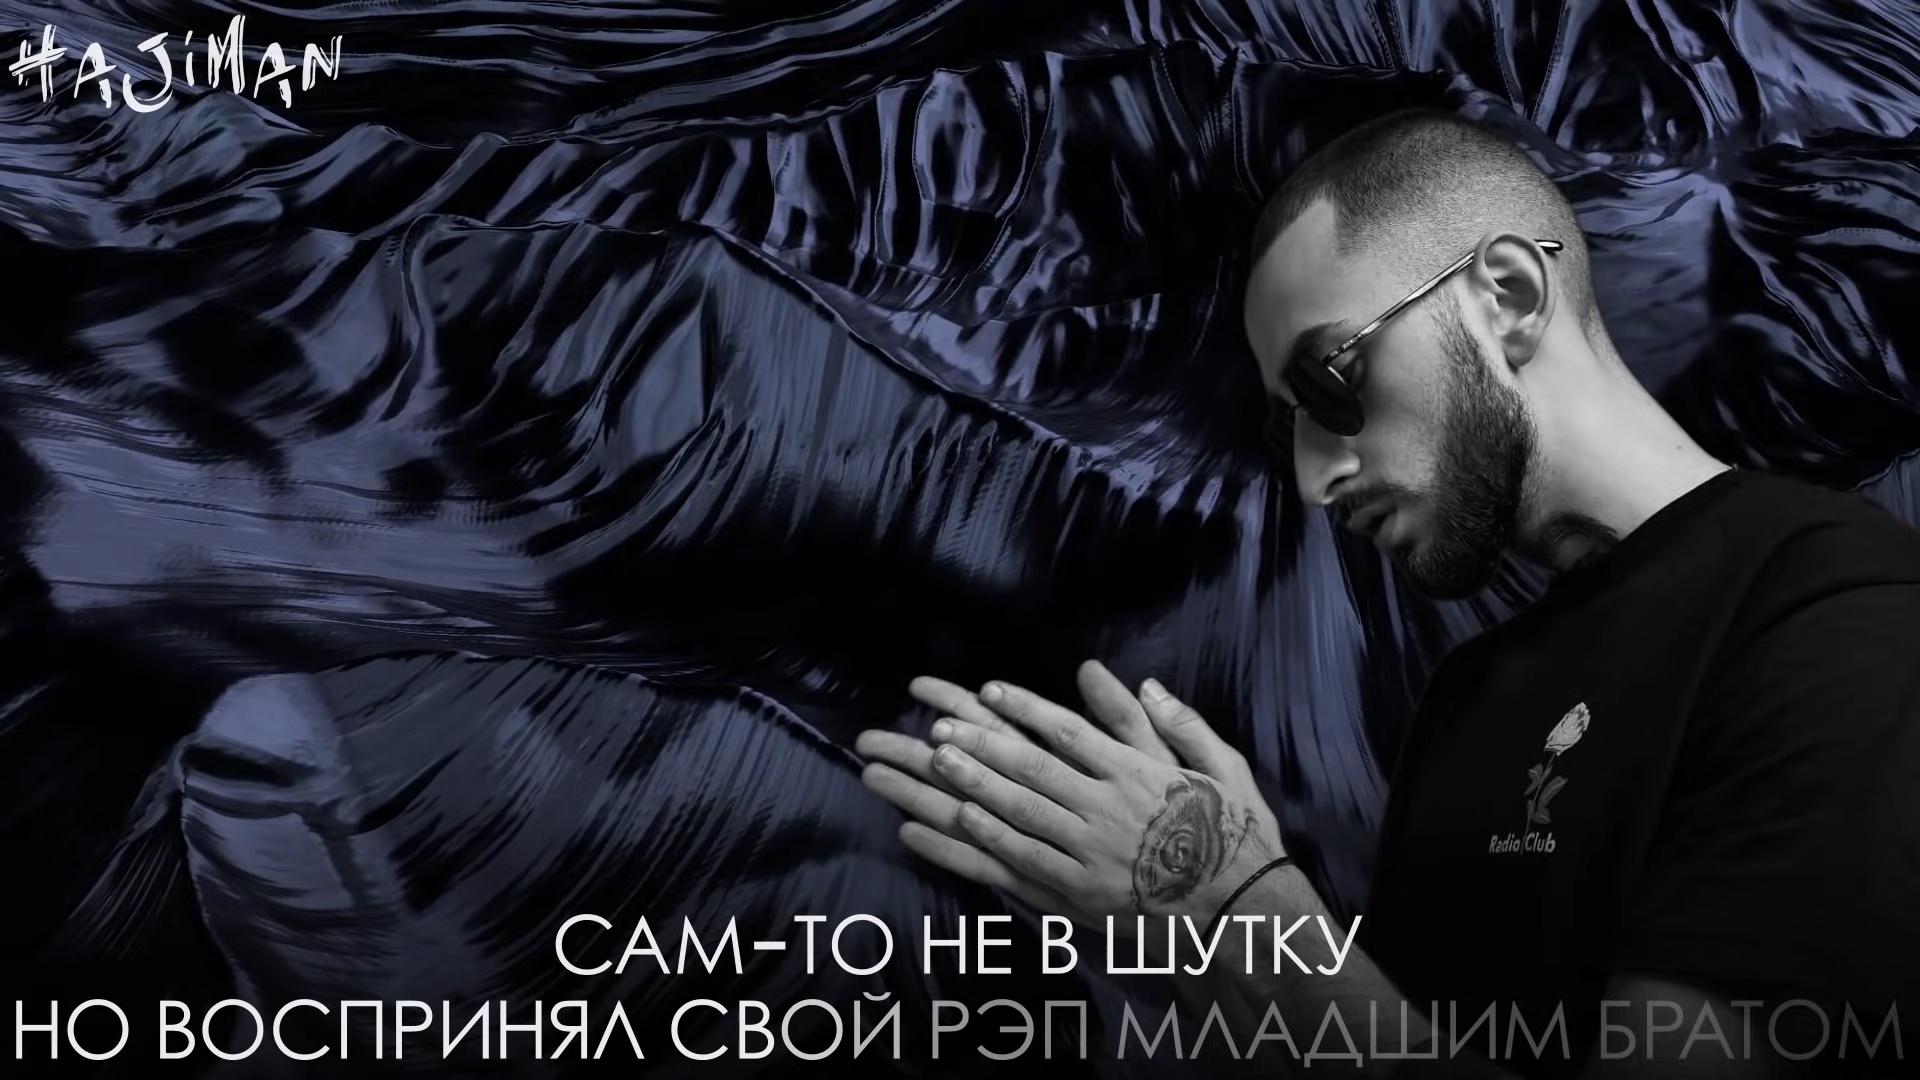 #AJiMAN
Radio Club
САМ-ТО НЕ В ШУТКУ
НО ВОСПРИНЯЛ СВОЙ РЭП МЛАДШИМ БРАТОМ